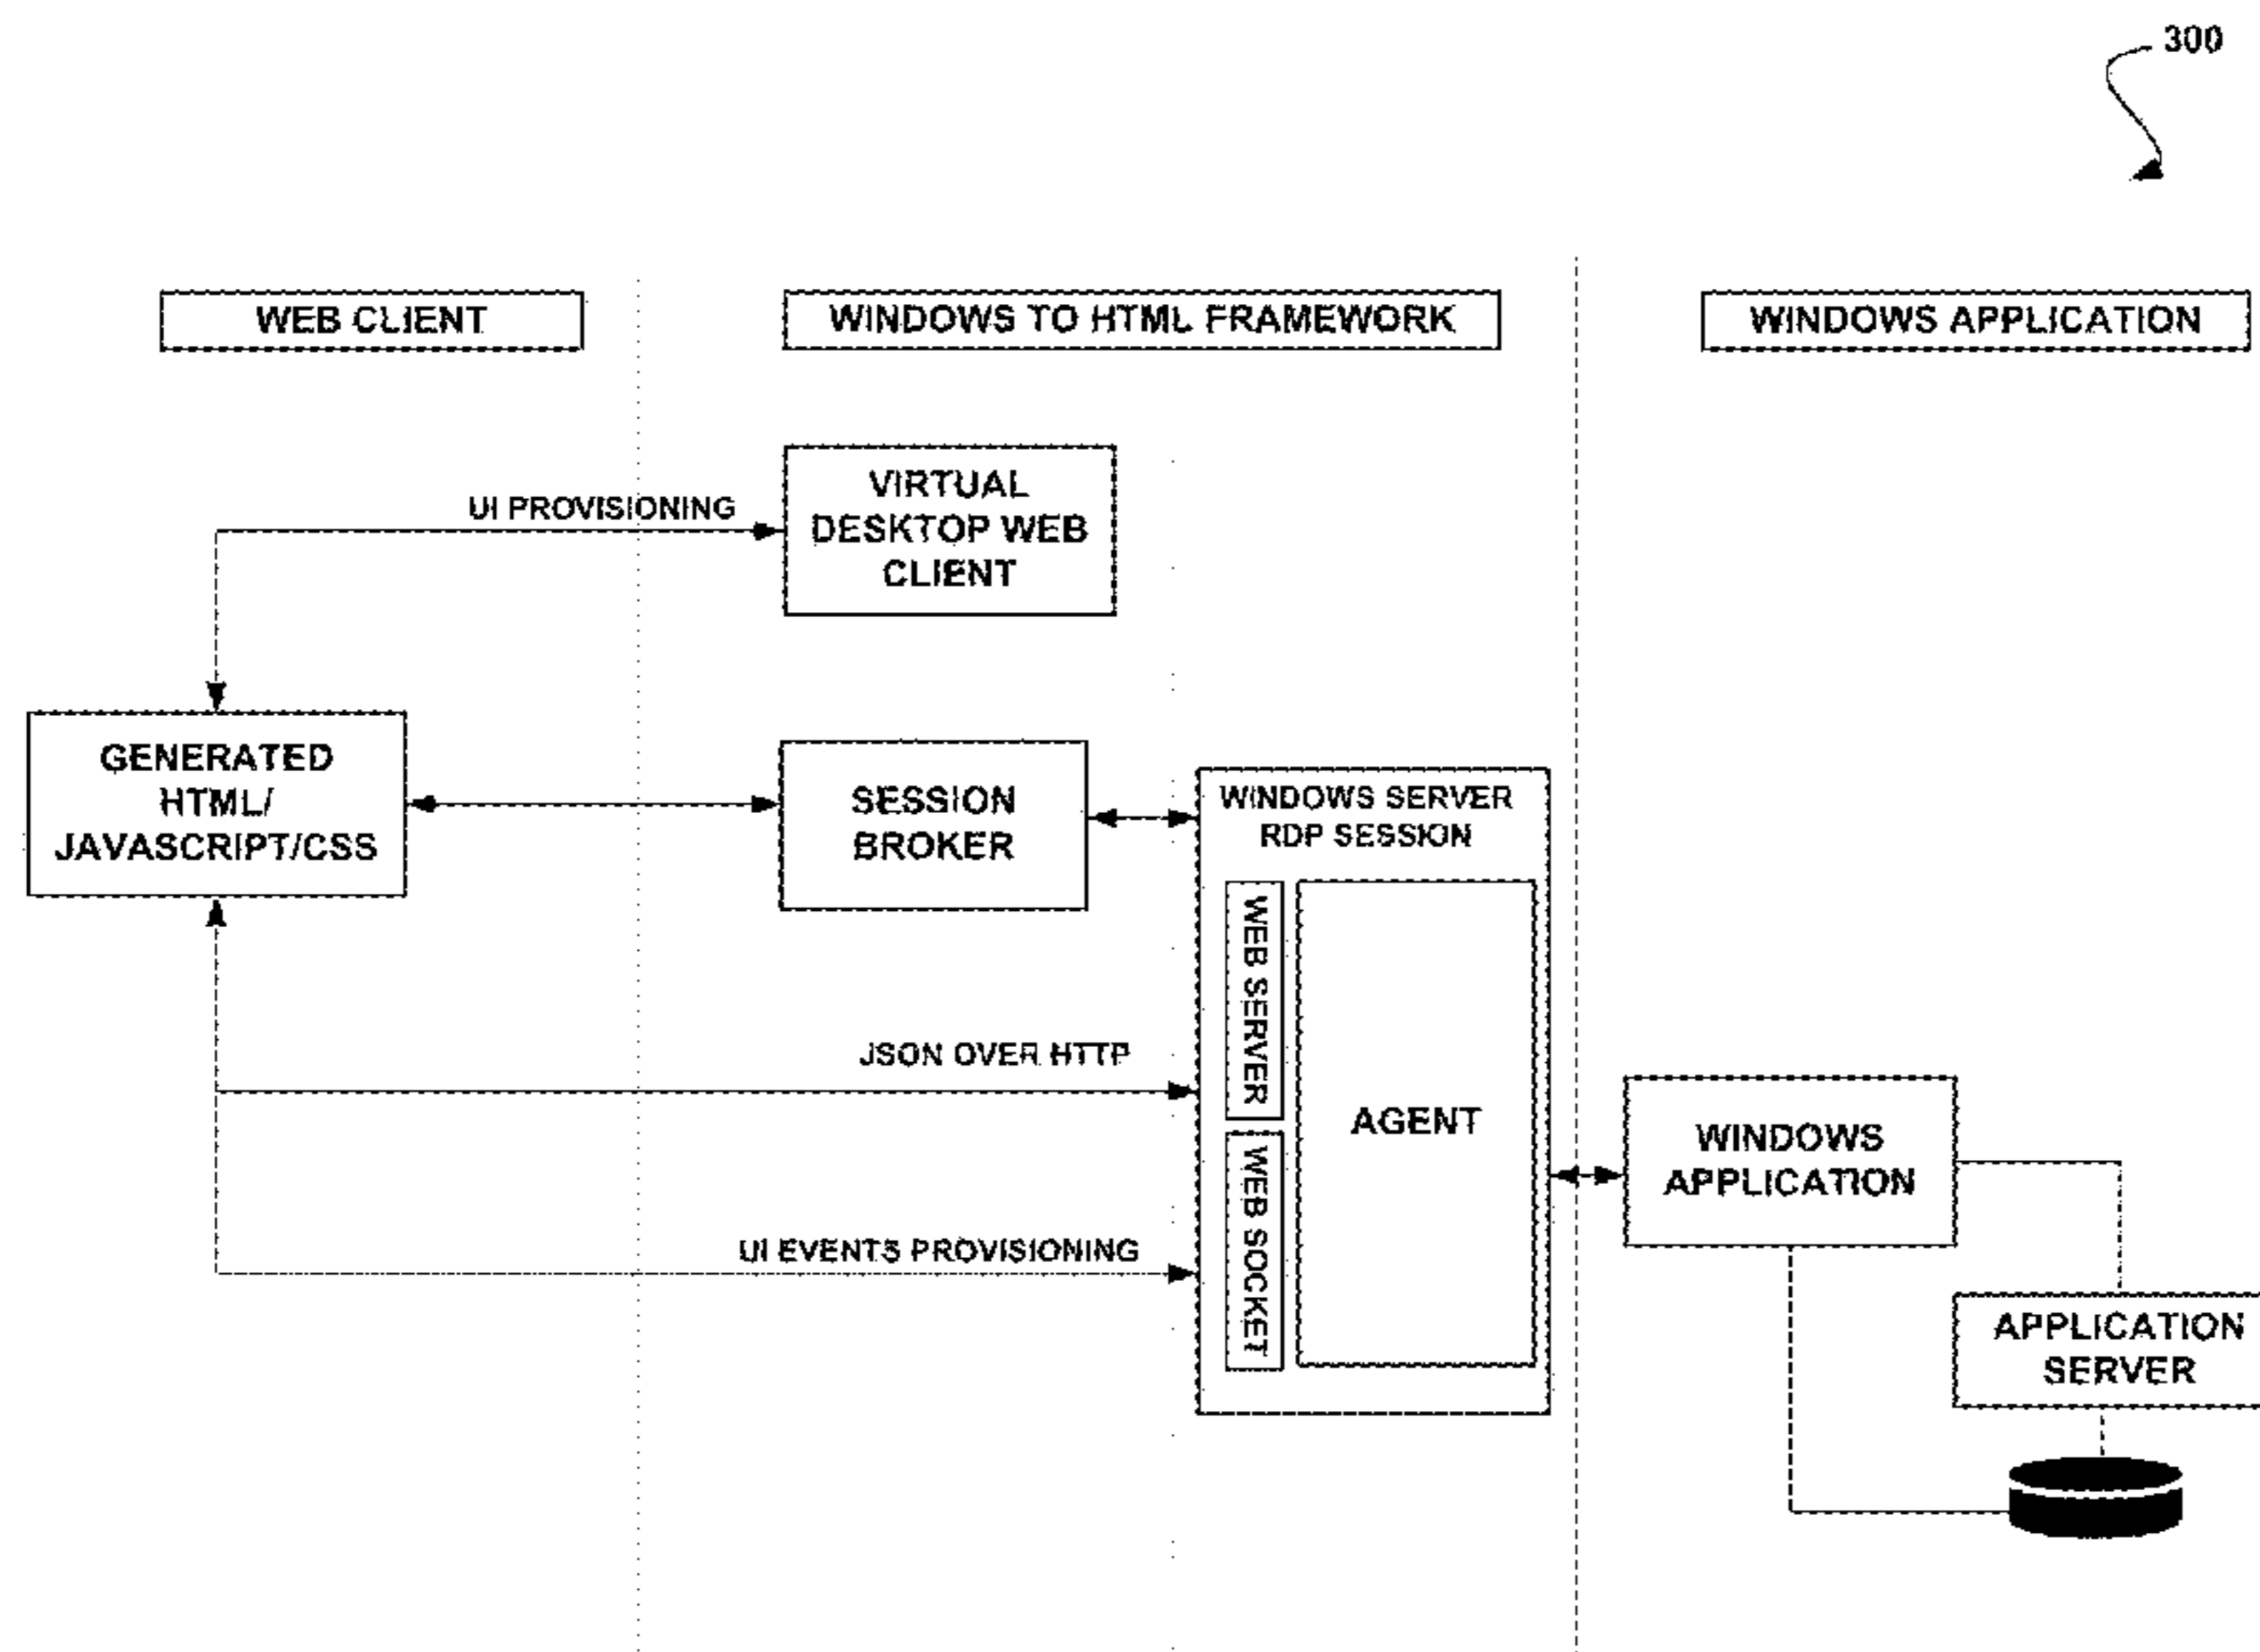 300
WEB CLIENT
WINDOWS TO HTML FRAMEWORK
WINDOWS APPLICATION
UI PROVISIONING
VIRTUAL
DESKTOP WEB
CLIENT
GENERATED
HTML/
JAVASCRIPT/CSS
SESSION
BROKER
WINDOWS SERVER
RDP SESSION
WEB SERVER
AGENT
JSON OVER HTTP
WEB SOCKET
UI EVENTS PROVISIONING
WINDOWS
APPLICATION
APPLICATION
SERVER